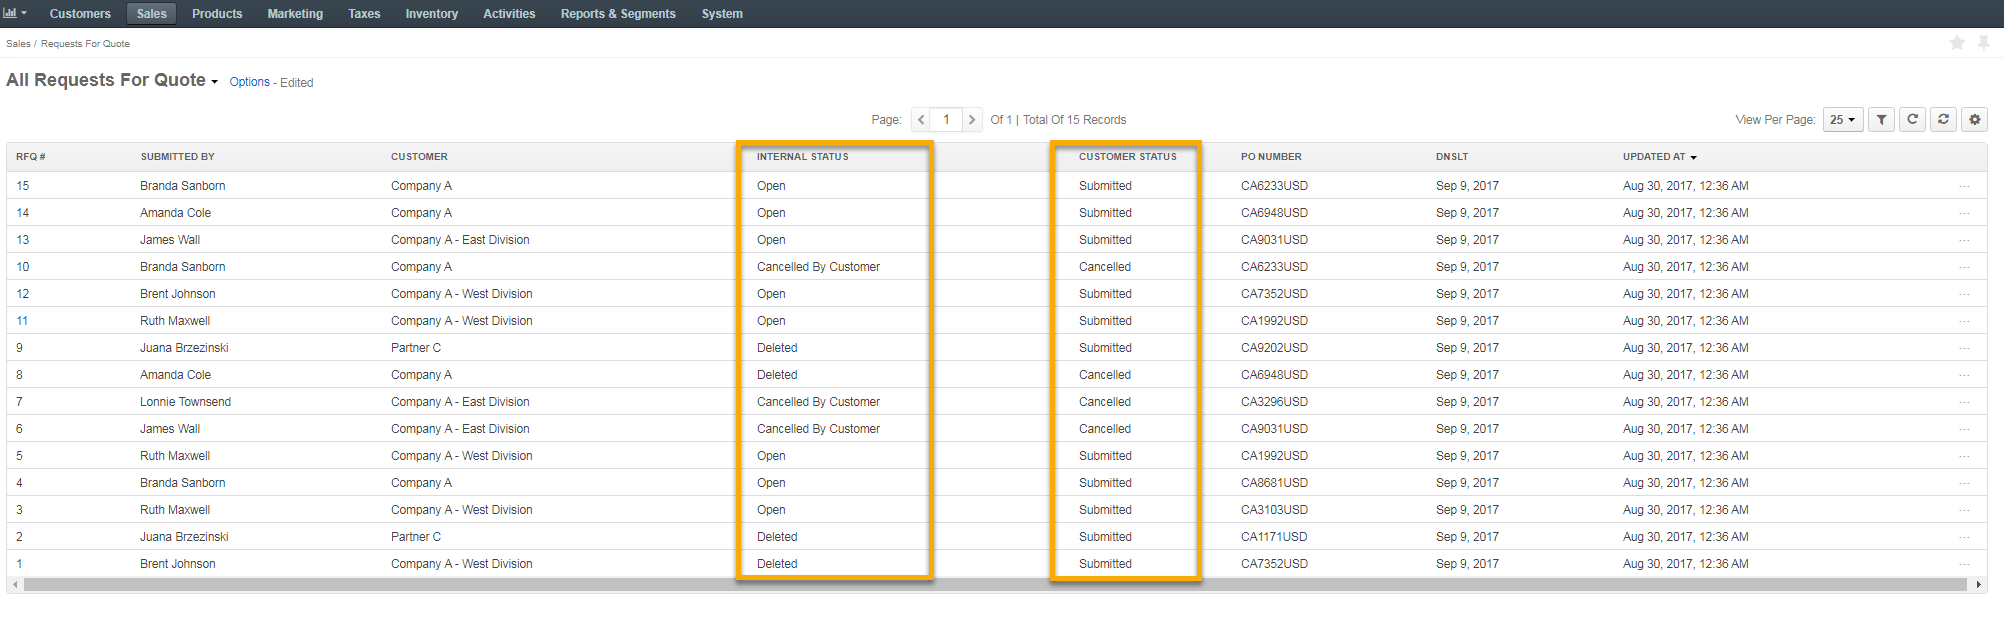 Customers Sales Products Marketing Taxes Inventory Activities Reports & Segments System
Sales / Requests For Quote
All Requests For Quote Options - Edited
Page: 1 Of 1 | Total Of 15 Records View Per Page: 25
RFQ # SUBMITTED BY CUSTOMER INTERNAL STATUS CUSTOMER STATUS PO NUMBER DNSLT UPDATED AT
15 Branda Sanborn Company A Open Submitted CA6233USD Sep 9, 2017 Aug 30, 2017, 12:36 AM ...
14 Amanda Cole Company A Open Submitted CA6948USD Sep 9, 2017 Aug 30, 2017, 12:36 AM ...
13 James Wall Company A - East Division Open Submitted CA9031USD Sep 9, 2017 Aug 30, 2017, 12:36 AM ...
10 Branda Sanborn Company A Cancelled By Customer Cancelled CA6233USD Sep 9, 2017 Aug 30, 2017, 12:36 AM ...
12 Brent Johnson Company A - West Division Open Submitted CA7352USD Sep 9, 2017 Aug 30, 2017, 12:36 AM ...
11 Ruth Maxwell Company A - West Division Open Submitted CA1992USD Sep 9, 2017 Aug 30, 2017, 12:36 AM ...
9 Juana Brzezinski Partner C Deleted Submitted CA9202USD Sep 9, 2017 Aug 30, 2017, 12:36 AM ...
8 Amanda Cole Company A Deleted Cancelled CA6948USD Sep 9, 2017 Aug 30, 2017, 12:36 AM ...
7 Lonnie Townsend Company A - East Division Cancelled By Customer Cancelled CA3296USD Sep 9, 2017 Aug 30, 2017, 12:36 AM ...
6 James Wall Company A - East Division Cancelled By Customer Cancelled CA9031USD Sep 9, 2017 Aug 30, 2017, 12:36 AM ...
5 Ruth Maxwell Company A - West Division Open Submitted CA1992USD Sep 9, 2017 Aug 30, 2017, 12:36 AM ...
4 Branda Sanborn Company A Open Submitted CA8681USD Sep 9, 2017 Aug 30, 2017, 12:36 AM ...
3 Ruth Maxwell Company A - West Division Open Submitted CA3103USD Sep 9, 2017 Aug 30, 2017, 12:36 AM ...
2 Juana Brzezinski Partner C Deleted Submitted CA1171USD Sep 9, 2017 Aug 30, 2017, 12:36 AM ...
1 Brent Johnson Company A - West Division Deleted Submitted CA7352USD Sep 9, 2017 Aug 30, 2017, 12:36 AM ...